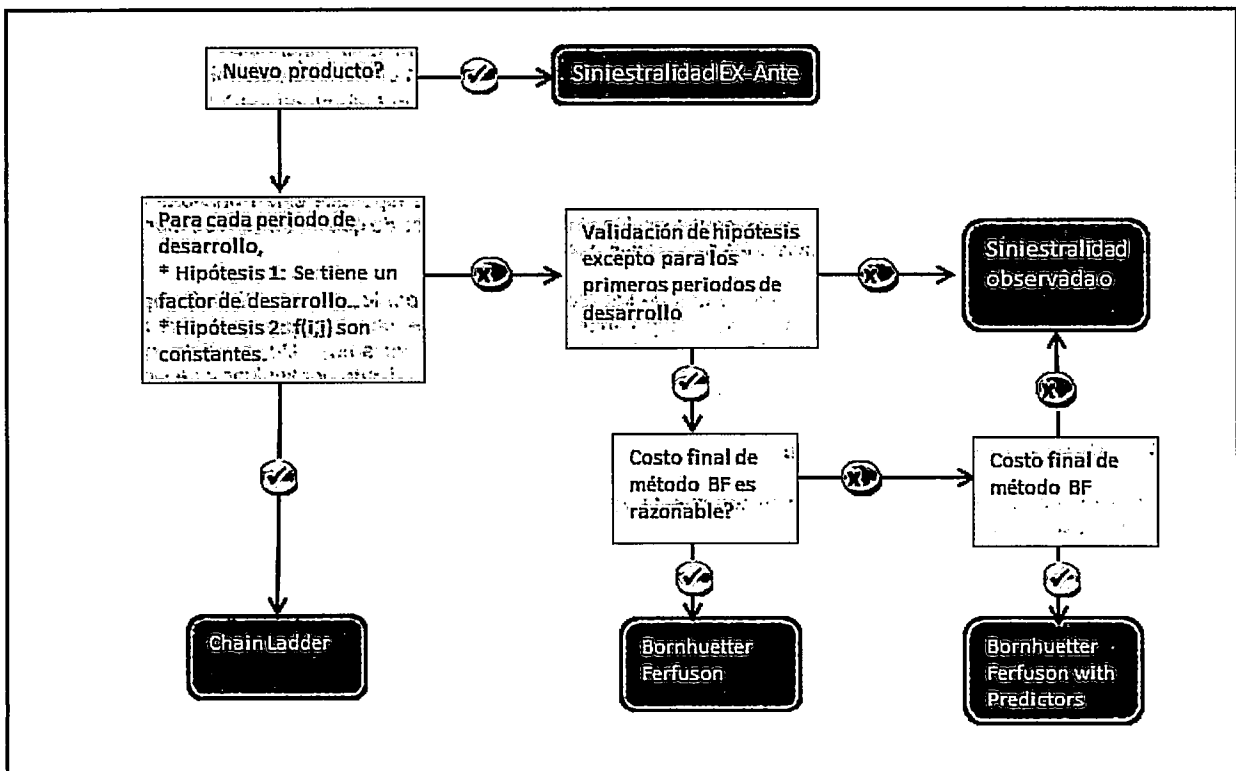 Nuevo producto?
Siniestralidad EX-Ante
Para cada periodo de
desarrollo,
* Hipótesis 1: Se tiene un
factor de desarrollo
* Hipótesis 2: f(i,j) son
constantes.
Validación de hipótesis
excepto para los
primeros periodos de
desarrollo
Siniestralidad
observada o
Costo final de
método BF es
razonable?
Costo final de
método BF
Chain Ladder
Bornhuetter
Ferfuson
Bornhuetter
Ferfuson with
Predictors